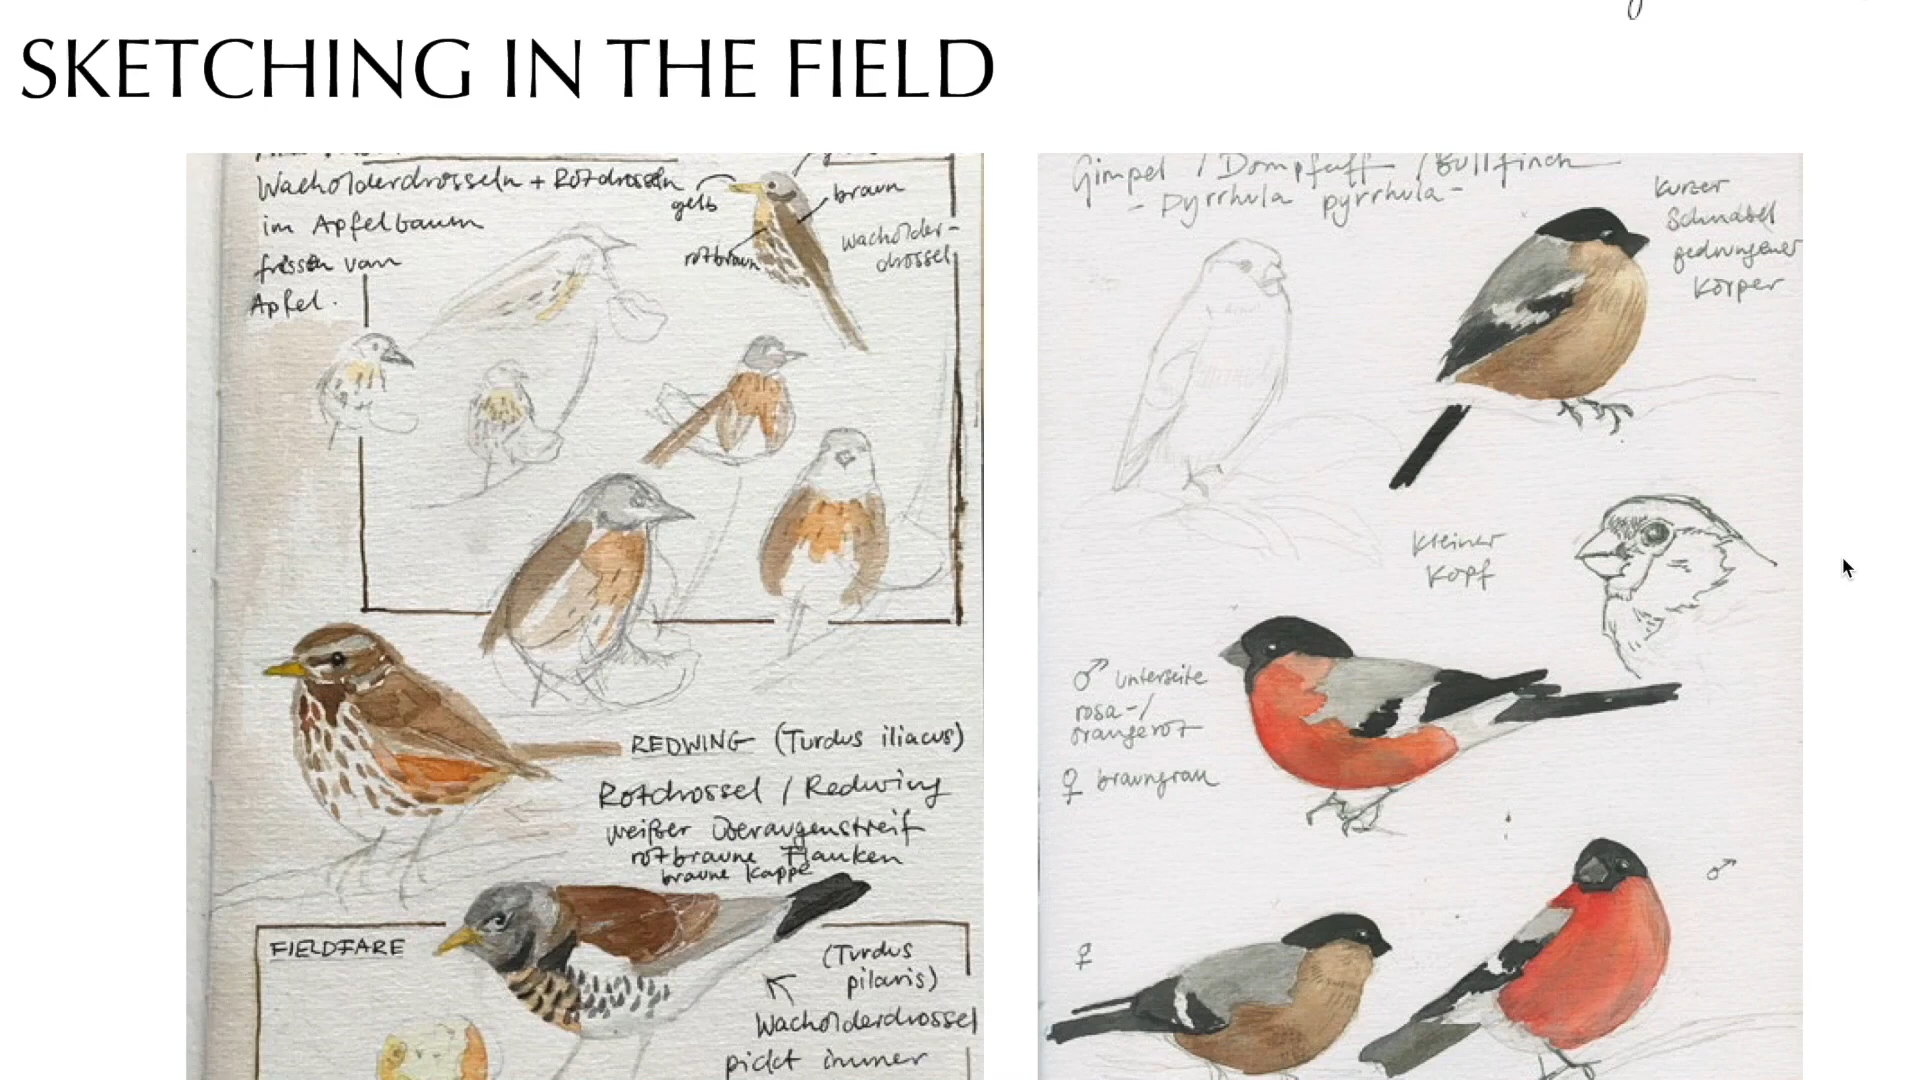 SKETCHING IN THE FIELD
Wacholderdrosseln + Rotdrosseln
im Apfelbaum
fressen vom
Apfel.
gelb
braun
rotbraun
Wacholder-
drossel
REDWING (Turdus iliacus)
Rotdrossel / Redwing
weißer Überaugenstreif
rotbraune Flanken
braune Kappe
FIELDFARE
(Turdus
pilaris)
Wacholderdrossel
pickt immer
Gimpel / Dompfaff / Bullfinch
- Pyrrhula pyrrhula -
kurzer
Schnabel
gedrungener
Körper
kleiner
Kopf
♂ Unterseite
rosa-/
orangerot
♀ braungrau
♂
♀